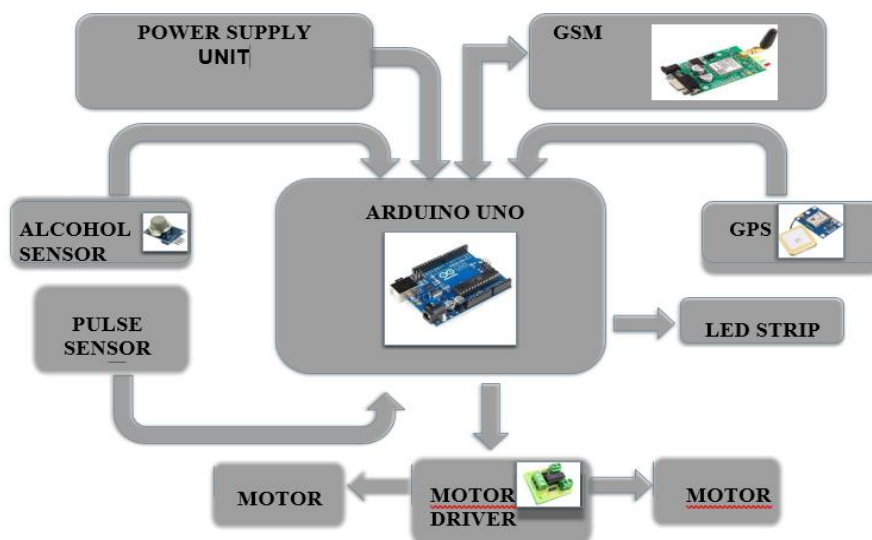 POWER SUPPLY
UNIT
GSM
ALCOHOL
SENSOR
ARDUINO UNO
GPS
PULSE
SENSOR
LED STRIP
MOTOR
MOTOR
DRIVER
MOTOR